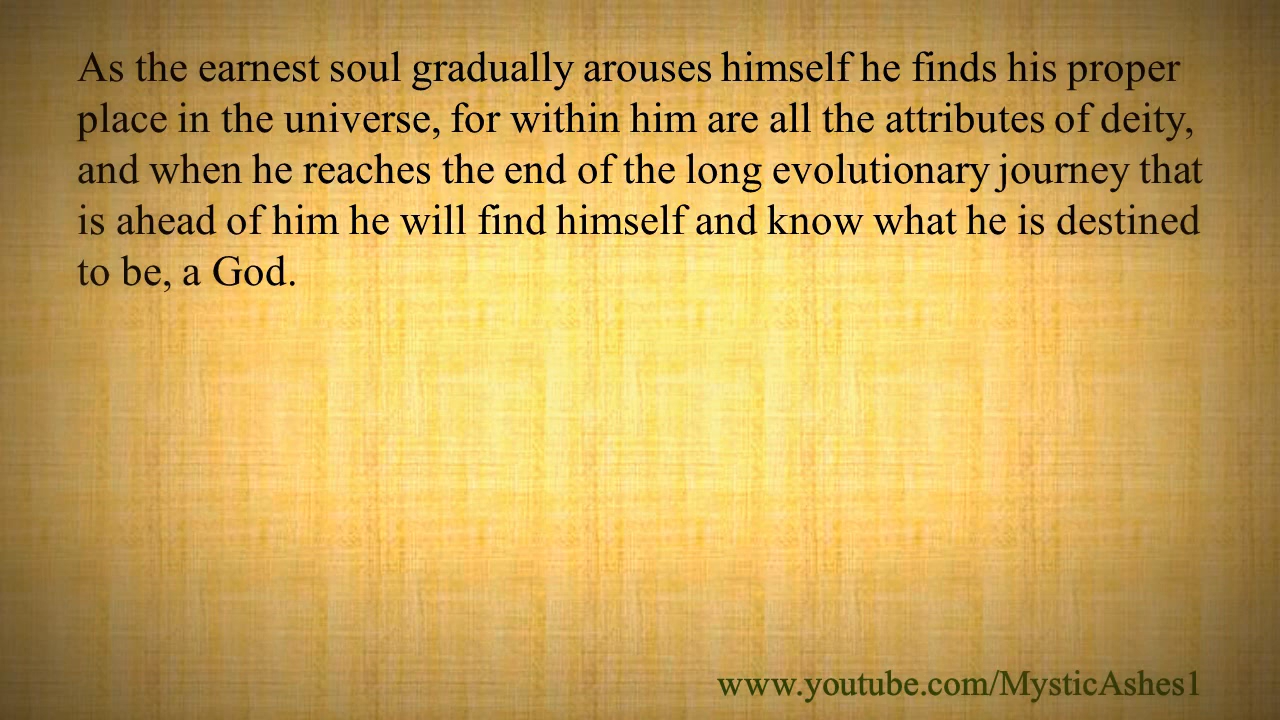 As the earnest soul gradually arouses himself he finds his proper
place in the universe, for within him are all the attributes of deity,
and when he reaches the end of the long evolutionary journey that
is ahead of him he will find himself and know what he is destined
to be, a God.
www.youtube.com/MysticAshes1